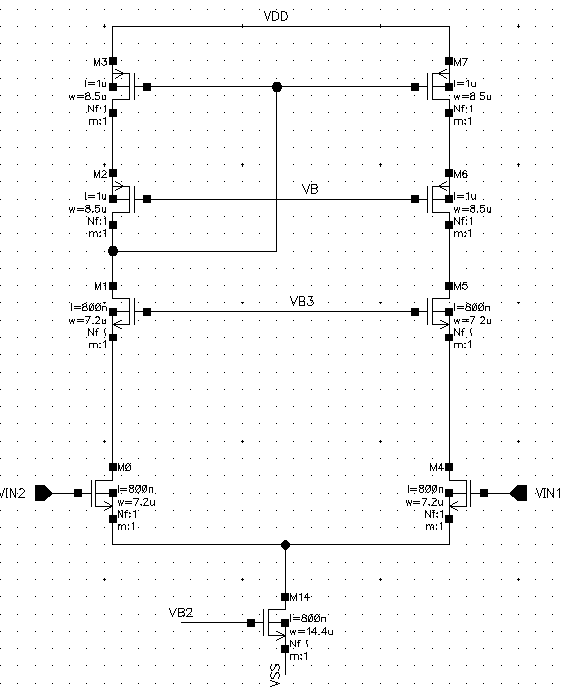 VDD
M3
l=1u
w=8.5u
Nf:1
m:1
M7
l=1u
w=8.5u
Nf:1
m:1
M2
l=1u
w=8.5u
Nf:1
m:1
VB
M6
l=1u
w=8.5u
Nf:1
m:1
M1
l=800n
w=7.2u
Nf
m:1
VB3
M5
l=800n
w=7.2u
Nf
m:1
VIN2
M0
l=800n
w=7.2u
Nf:1
m:1
M4
l=800n
w=7.2u
Nf:1
m:1
VIN1
VB2
M14
l=800n
w=14.4u
Nf
m:1
VSS